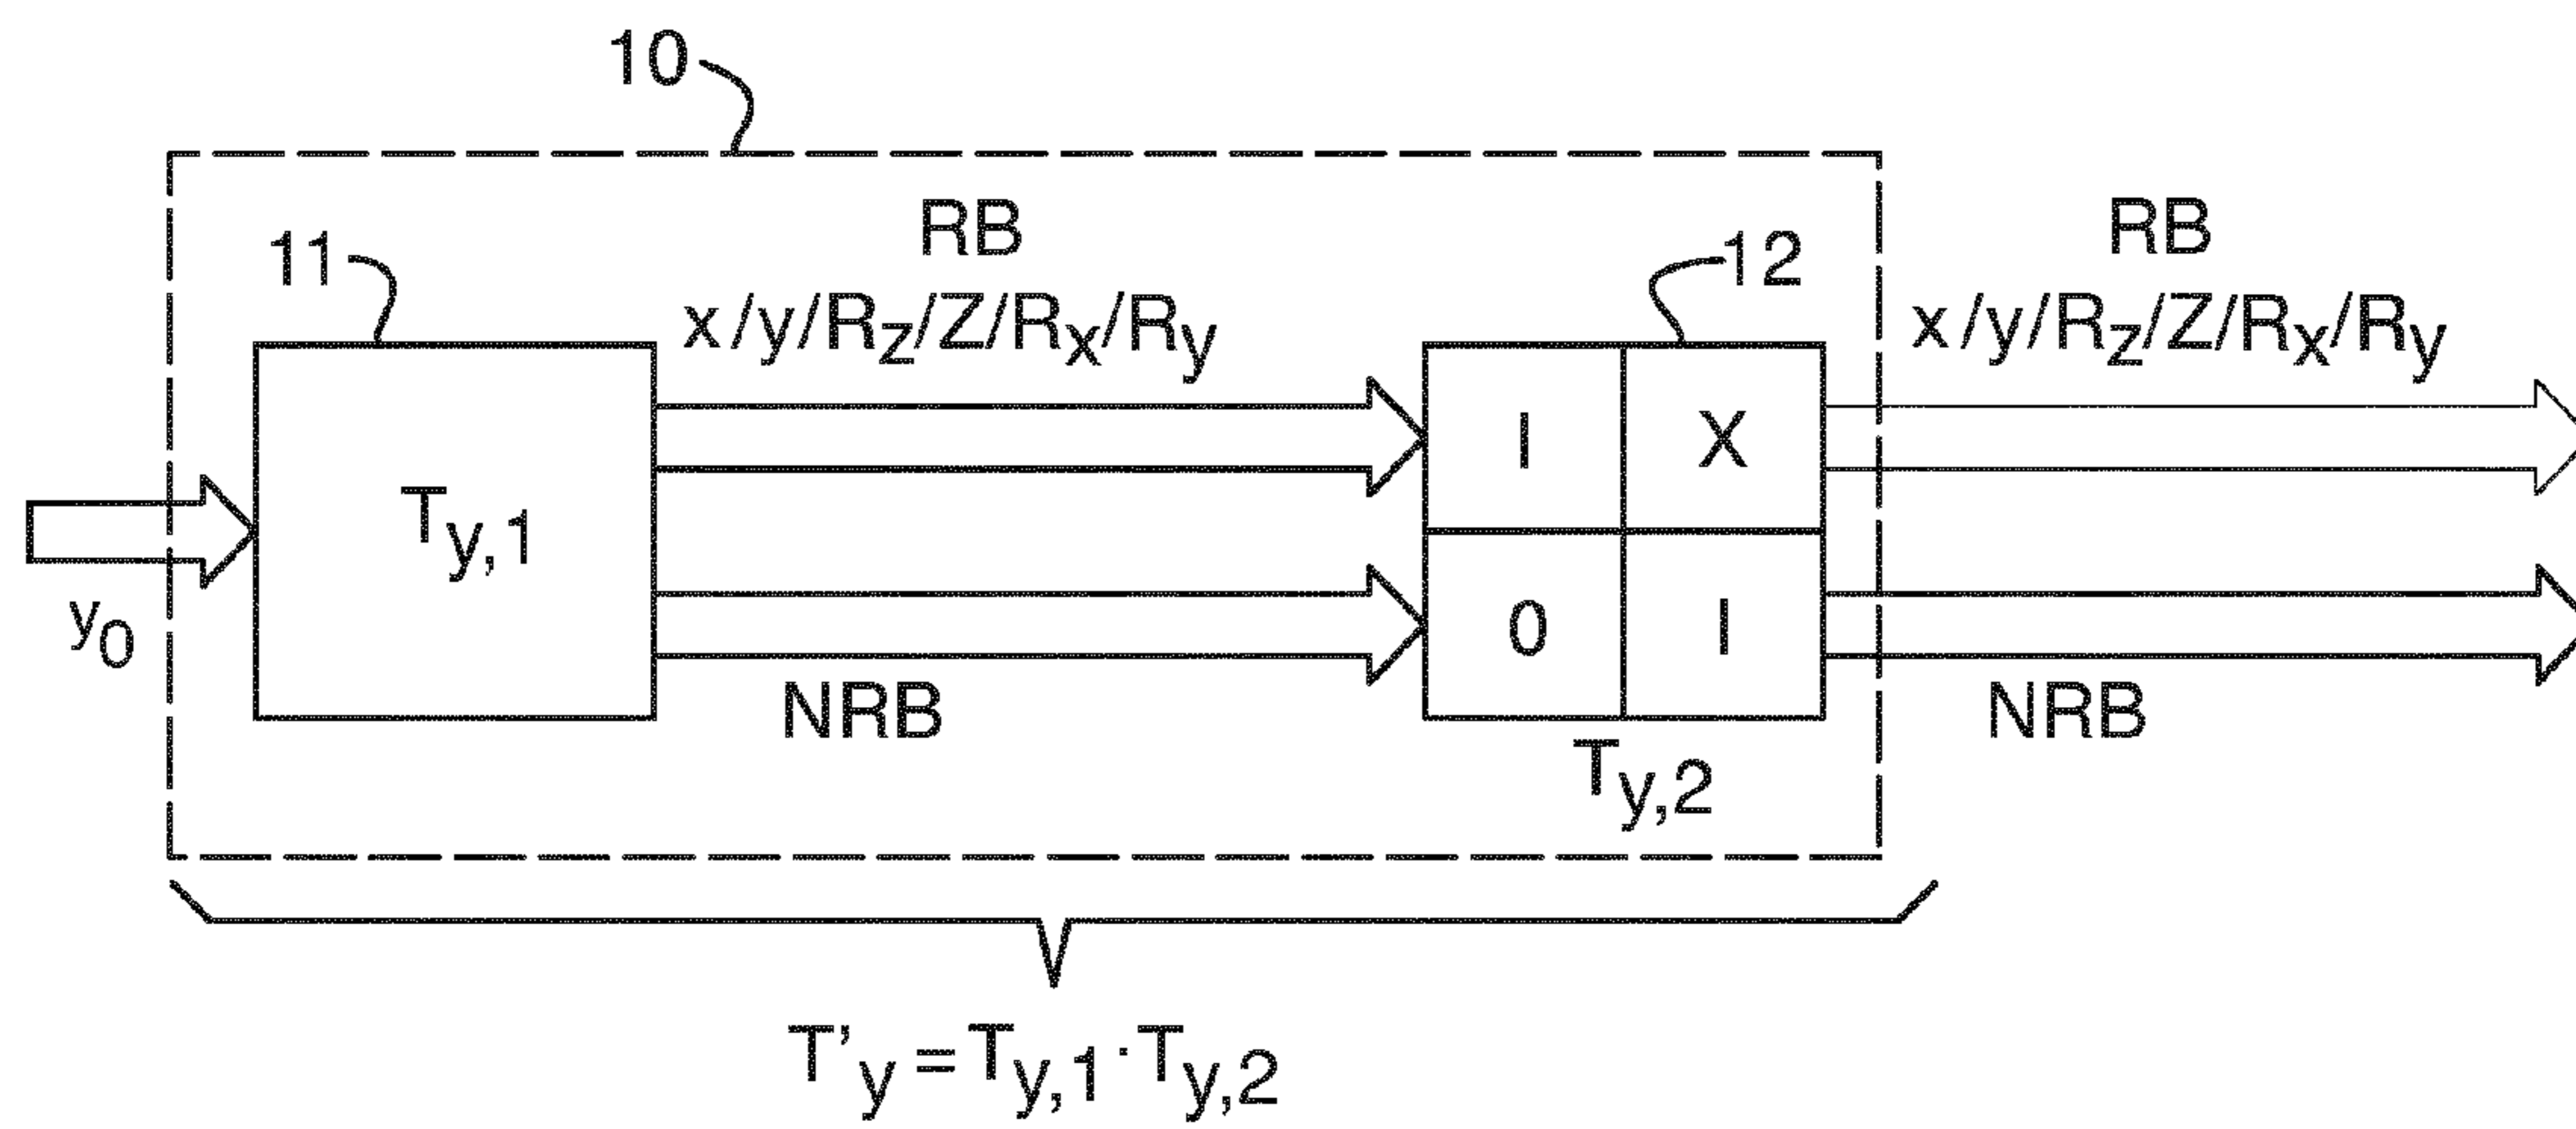 10
RB
RB
11
12
x/y/Rz/Z/Rx/Ry
x/y/Rz/Z/Rx/Ry
I
X
Ty,1
y0
0
I
NRB
NRB
Ty,2
T'y = Ty,1 · Ty,2